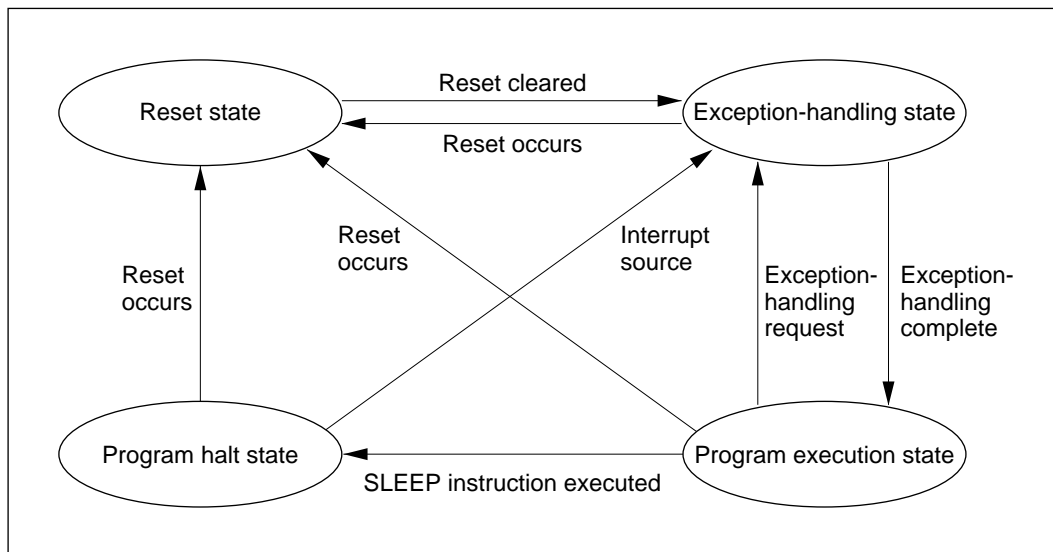 Reset cleared
Reset state
Exception-handling state
Reset occurs
Reset
occurs
Interrupt
source
Reset
occurs
Exception-
handling
request
Exception-
handling
complete
Program halt state
Program execution state
SLEEP instruction executed